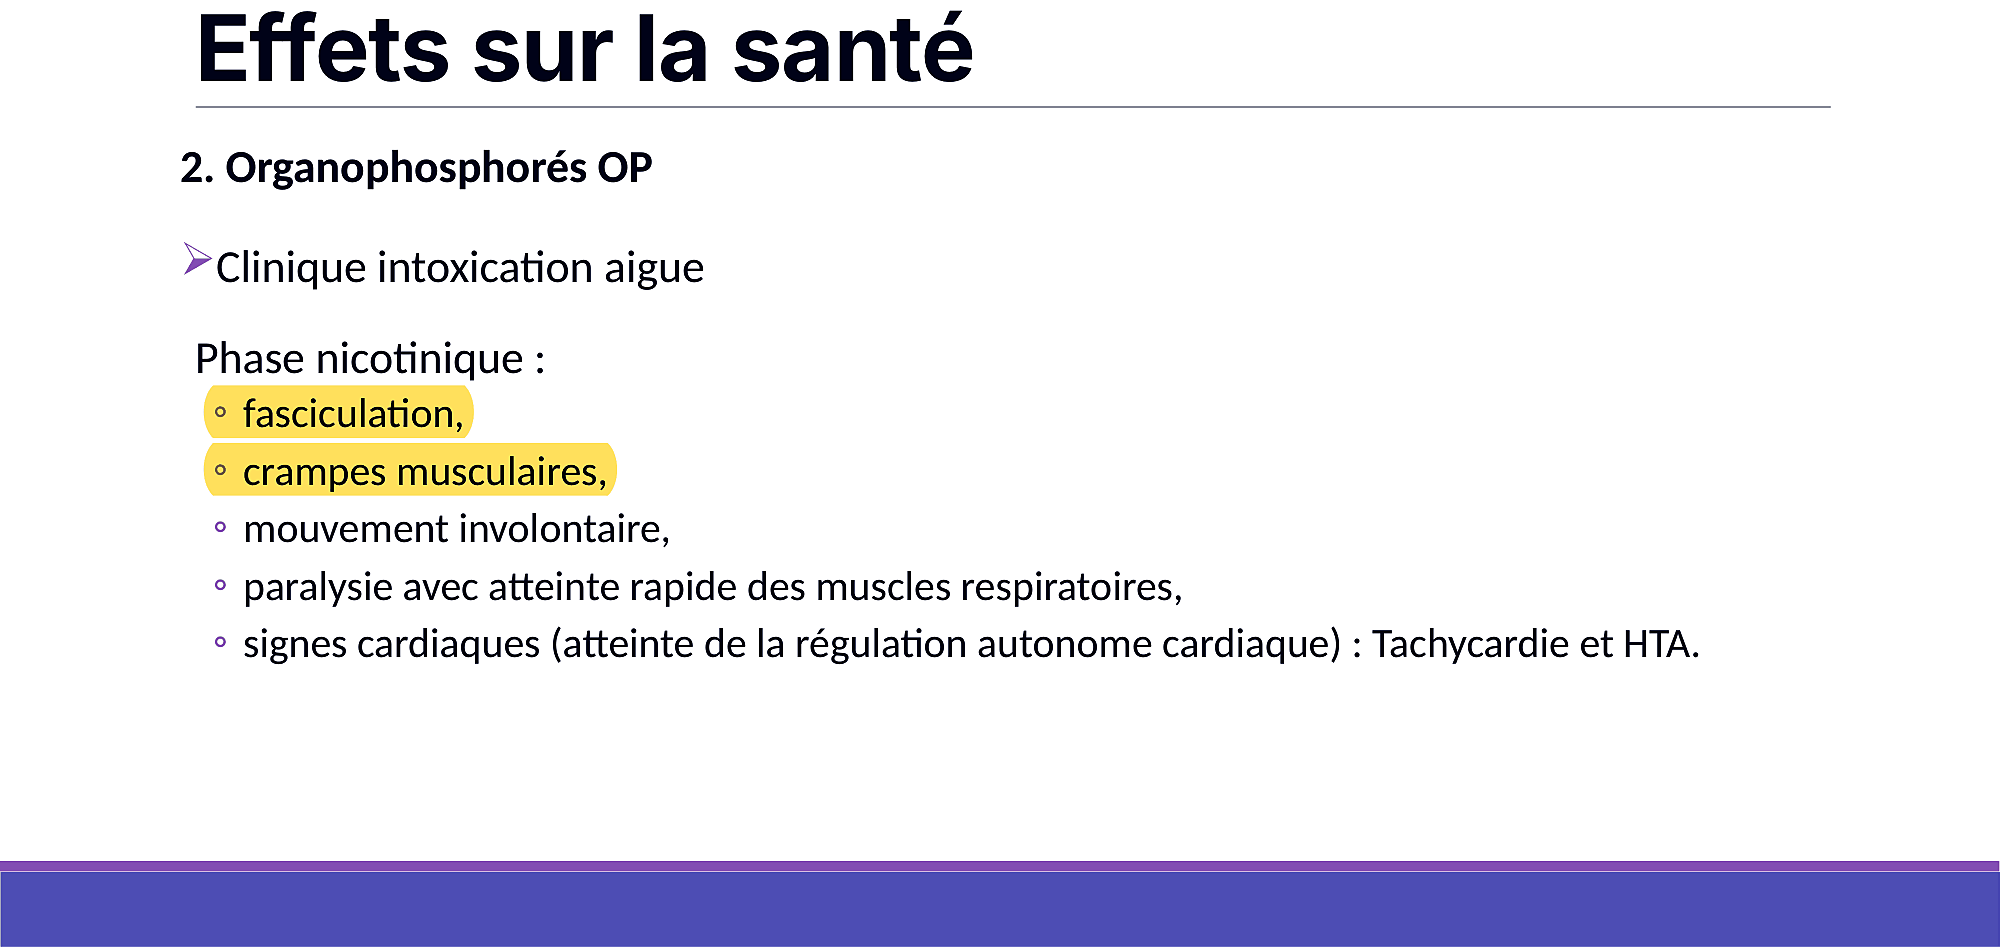 Effets sur la santé
2. Organophosphorés OP
➢Clinique intoxication aigue
Phase nicotinique :
◦ fasciculation,
◦ crampes musculaires,
◦ mouvement involontaire,
◦ paralysie avec atteinte rapide des muscles respiratoires,
◦ signes cardiaques (atteinte de la régulation autonome cardiaque) : Tachycardie et HTA.